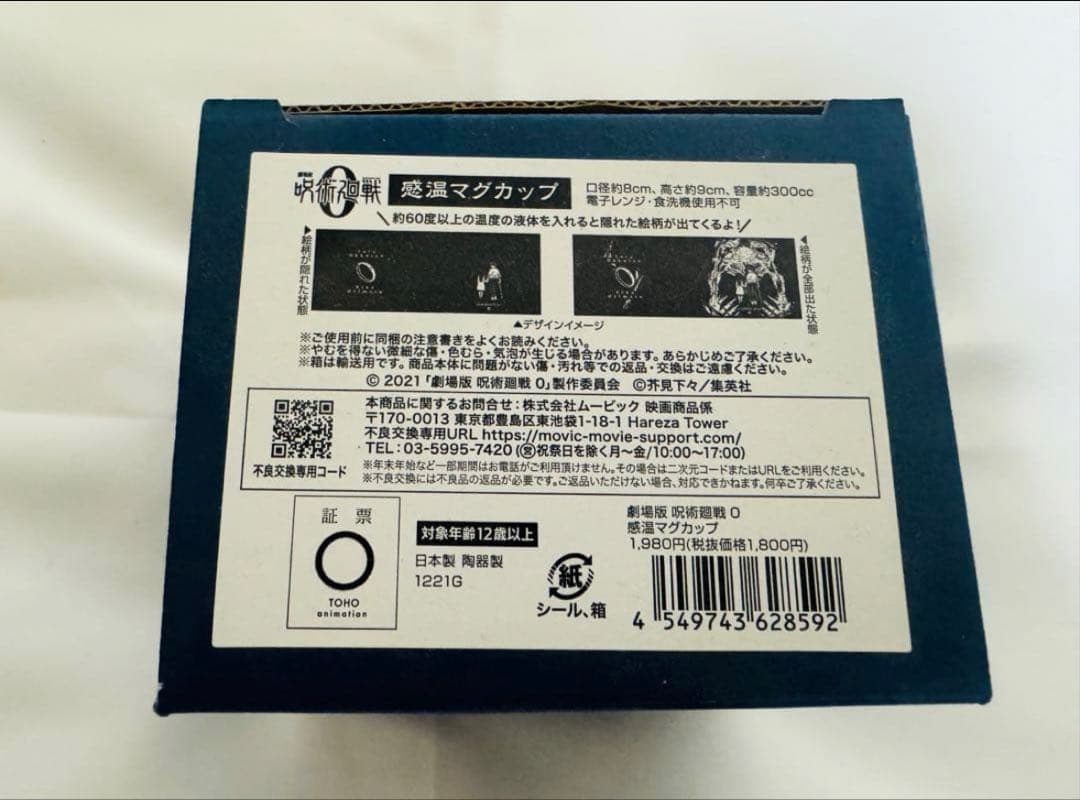 劇場版
呪術廻戦 0
感温マグカップ
口径約8cm、高さ約9cm、容量約300cc
電子レンジ・食洗機使用不可
\ 約60度以上の温度の液体を入れると隠れた絵柄が出てくるよ! /
▶絵柄が隠れた状態
◀絵柄が全部出た状態
▲デザインイメージ
※ご使用前に同梱の注意書きをよくお読みください。
※やむを得ない微細な傷・色むら・気泡が生じる場合があります。あらかじめご了承ください。
※箱は輸送用です。商品本体に問題がない傷・汚れ等での返品・交換はご遠慮ください。
© 2021「劇場版 呪術廻戦 0」製作委員会 ©芥見下々/集英社
不良交換専用コード
本商品に関するお問合せ:株式会社ムービック 映画商品係
〒170-0013 東京都豊島区東池袋1-18-1 Hareza Tower
不良交換専用URL https://movic-movie-support.com/
TEL:03-5995-7420(㊡祝祭日を除く月〜金/10:00〜17:00)
※年末年始など一部期間はお電話がご利用頂けません。その場合は二次元コードまたはURLをご利用ください。
※不良交換には不良品の返品が必要です。ご返品いただけない場合、対応できかねます。何卒ご了承ください。
証 票
TOHO
animation
対象年齢12歳以上
日本製 陶器製
1221G
紙
シール、箱
劇場版 呪術廻戦 0
感温マグカップ
1,980円(税抜価格1,800円)
4 549743 628592